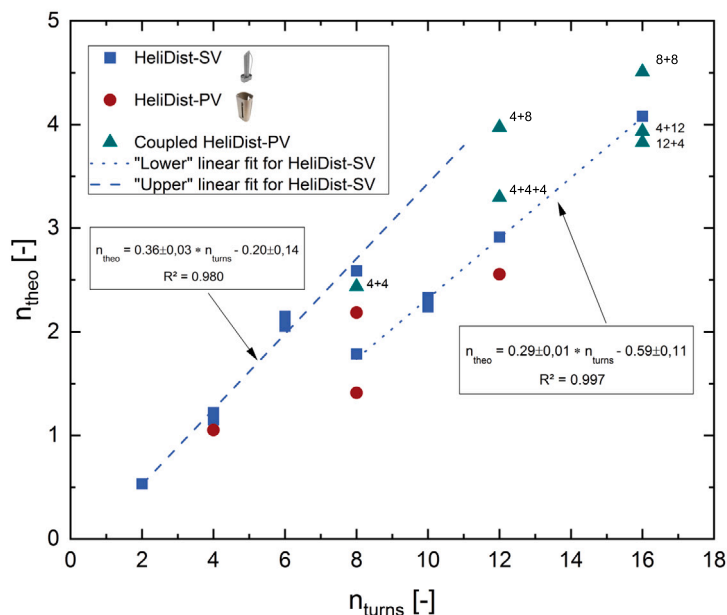 5
4
3
2
1
0
n_theo [-]
HeliDist-SV
HeliDist-PV
Coupled HeliDist-PV
"Lower" linear fit for HeliDist-SV
"Upper" linear fit for HeliDist-SV
8+8
4+8
4+12
12+4
4+4+4
4+4
n_theo = 0.36±0,03 * n_turns - 0.20±0,14
R² = 0.980
n_theo = 0.29±0,01 * n_turns - 0.59±0,11
R² = 0.997
0 2 4 6 8 10 12 14 16 18
n_turns [-]